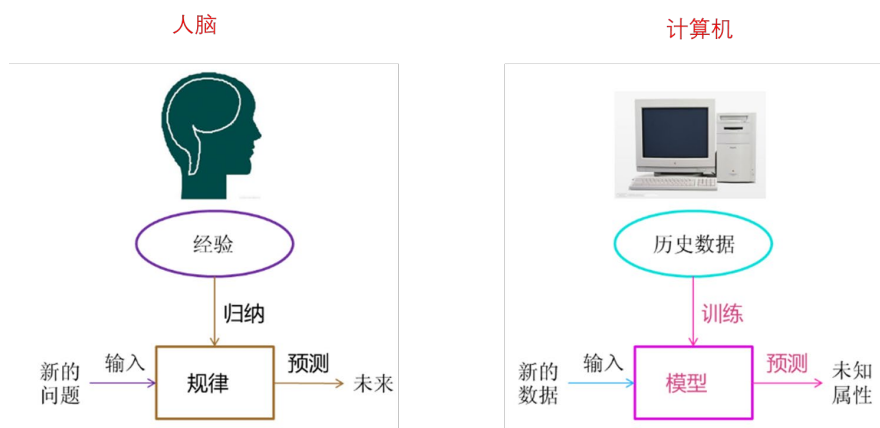 人脑
经验
归纳
新的
问题
输入
规律
预测
未来
计算机
历史数据
训练
新的
数据
输入
模型
预测
未知
属性